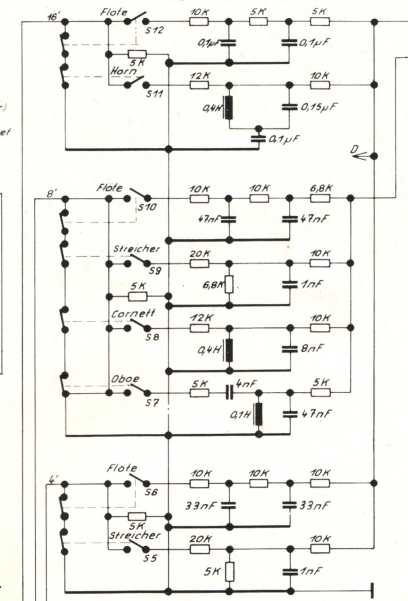 16' Flöte 10K 5K 5K
S12
5K 0,1µF 0,1µF
Horn
S11 12K 10K
0,4H 0,15µF
0,1µF
D
8' Flöte 10K 10K 6,8K
S10 47nF 47nF
Streicher 20K 10K
S9
5K 6,8K 1nF
Cornett 12K 10K
S8
0,4H 8nF
Oboe 4nF
S7 5K 5K
0,1H 47nF
4' Flöte 10K 10K 10K
S6 33nF 33nF
5K
Streicher 20K 10K
S5
5K 1nF